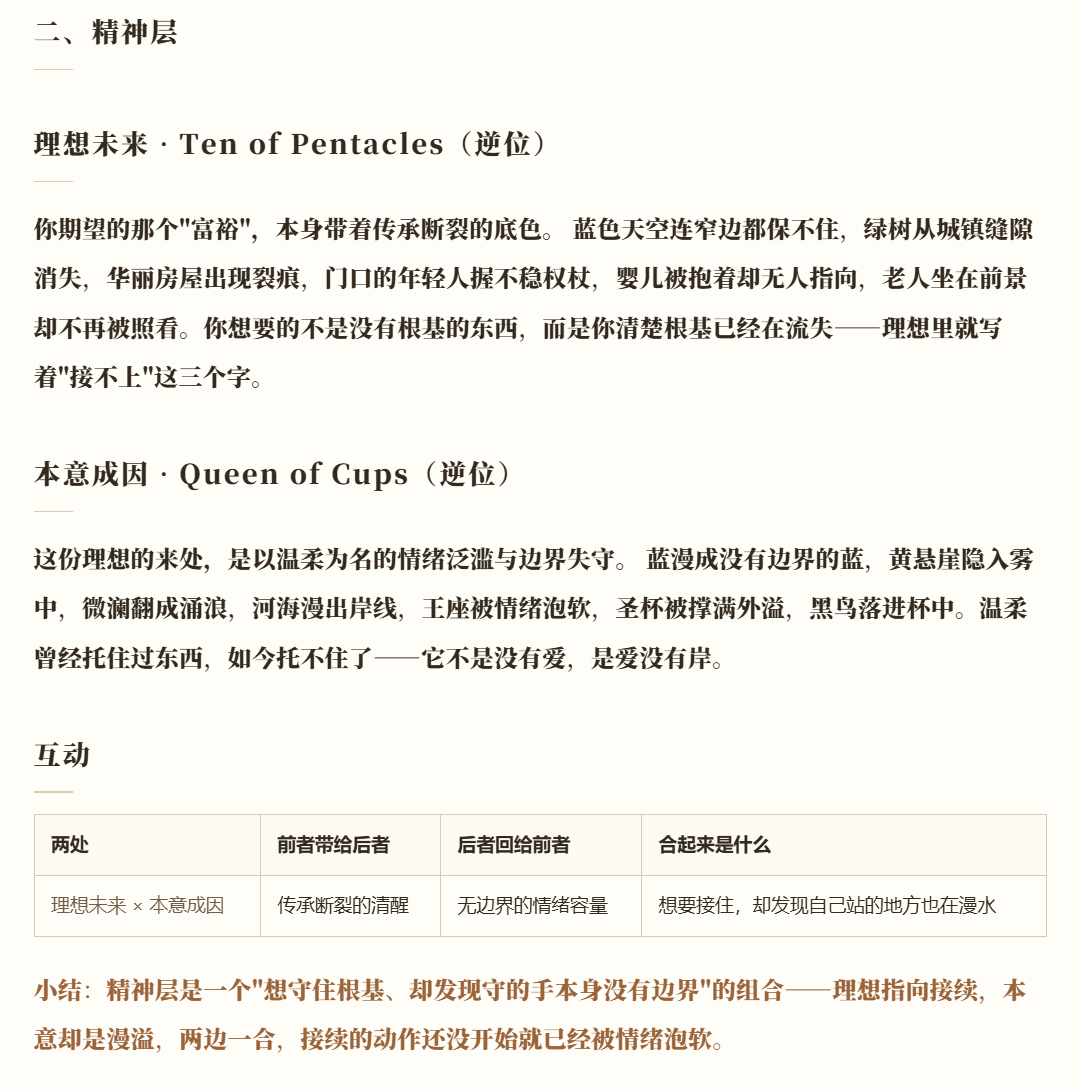 二、精神层
理想未来 · Ten of Pentacles（逆位）
你期望的那个"富裕"，本身带着传承断裂的底色。 蓝色天空连窄边都保不住，绿树从城镇缝隙
消失，华丽房屋出现裂痕，门口的年轻人握不稳权杖，婴儿被抱着却无人指向，老人坐在前景
却不再被照看。你想要的不是没有根基的东西，而是你清楚根基已经在流失——理想里就写
着"接不上"这三个字。
本意成因 · Queen of Cups（逆位）
这份理想的来处，是以温柔为名的情绪泛滥与边界失守。 蓝漫成没有边界的蓝，黄悬崖隐入雾
中，微澜翻成涌浪，河海漫出岸线，王座被情绪泡软，圣杯被撑满外溢，黑鸟落进杯中。温柔
曾经托住过东西，如今托不住了——它不是没有爱，是爱没有岸。
互动
两处 前者带给后者 后者回给前者 合起来是什么
理想未来 × 本意成因 传承断裂的清醒 无边界的情绪容量 想要接住，却发现自己站的地方也在漫水
小结：精神层是一个"想守住根基、却发现守的手本身没有边界"的组合——理想指向接续，本
意却是漫溢，两边一合，接续的动作还没开始就已经被情绪泡软。